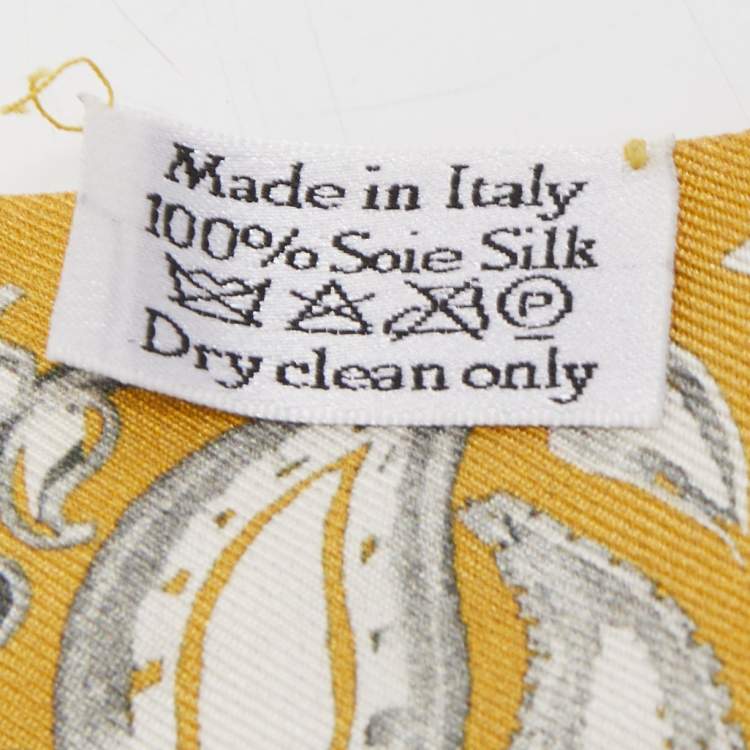 Made in Italy
100% Soie Silk
P
Dry clean only